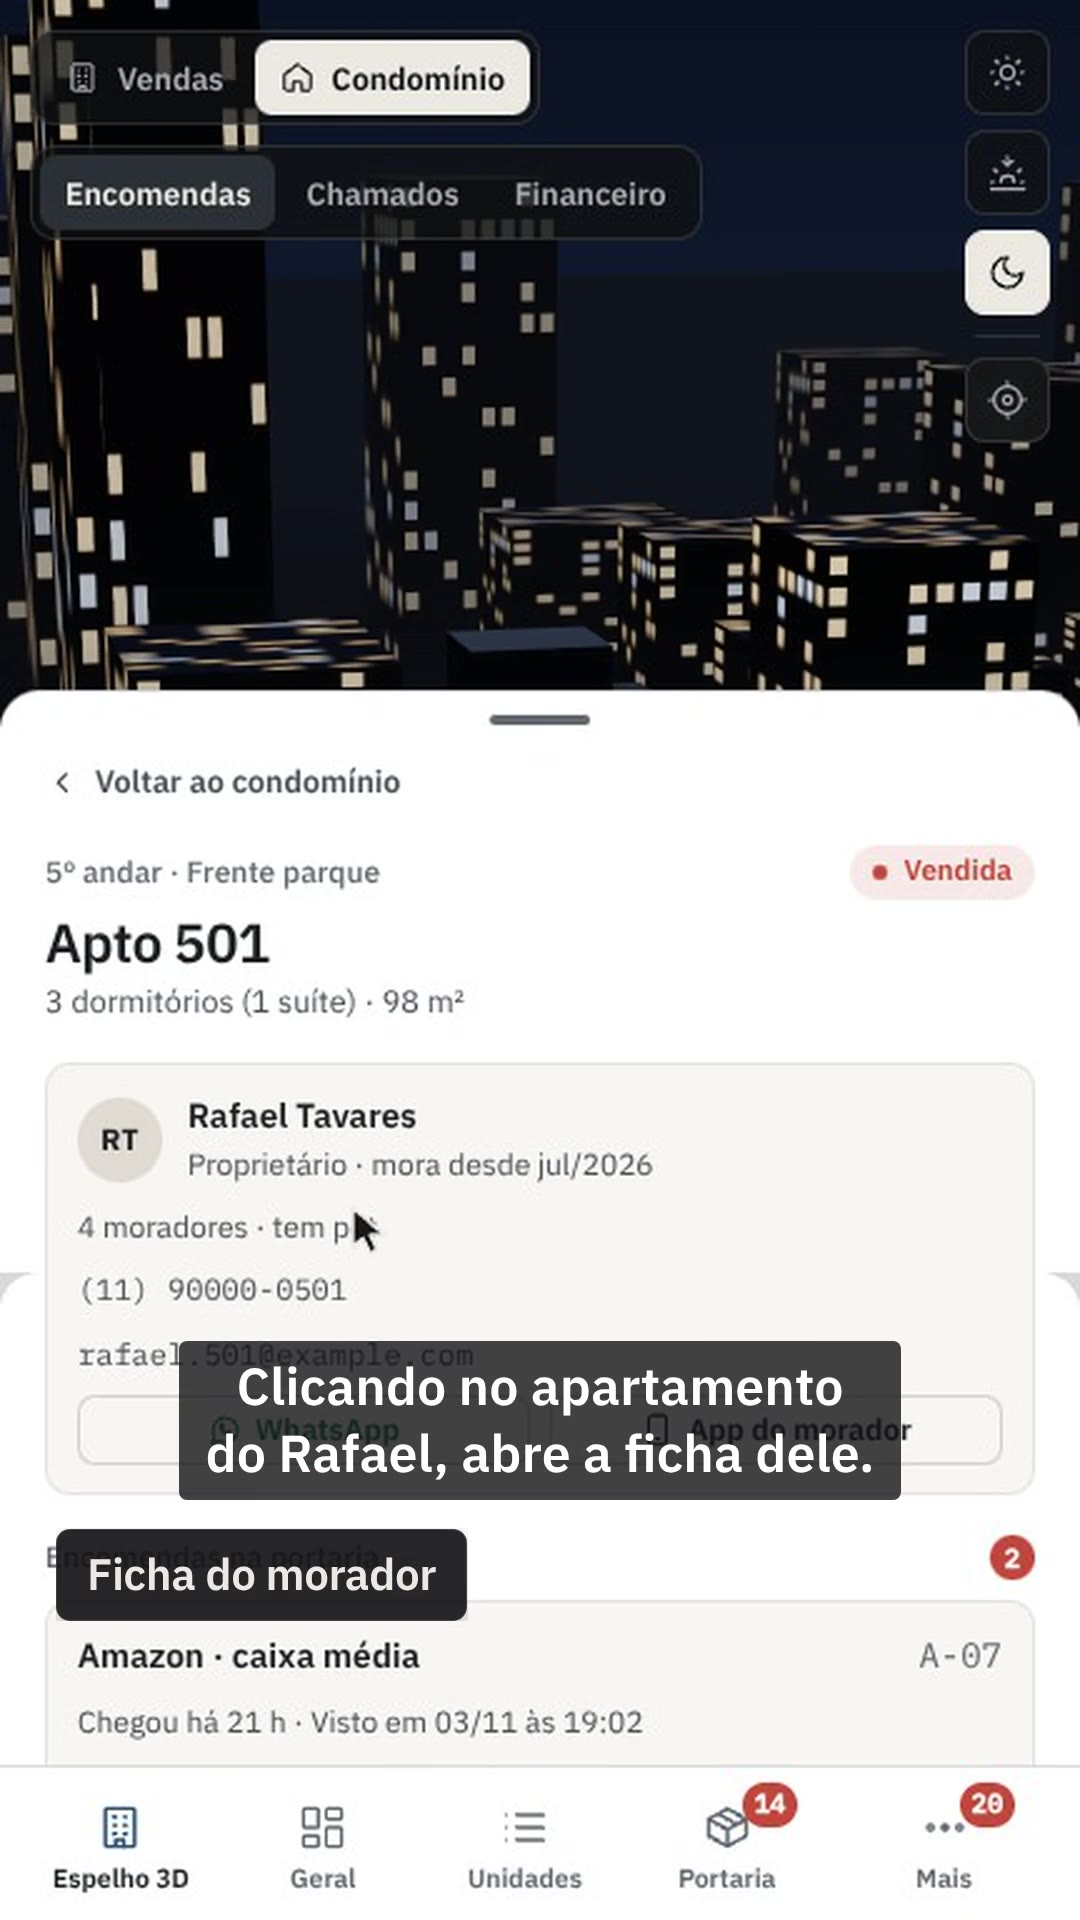 Vendas
Condomínio
Encomendas
Chamados
Financeiro
Voltar ao condomínio
5º andar · Frente parque
Vendida
Apto 501
3 dormitórios (1 suíte) · 98 m²
RT
Rafael Tavares
Proprietário · mora desde jul/2026
4 moradores · tem
(11) 90000-0501
rafael.501@example.com
WhatsApp
App do morador
Clicando no apartamento
do Rafael, abre a ficha dele.
Encomendas na portaria
2
Ficha do morador
Amazon · caixa média
A-07
Chegou há 21 h · Visto em 03/11 às 19:02
14
20
Espelho 3D
Geral
Unidades
Portaria
Mais